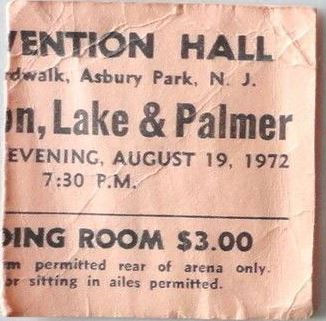 VENTION HALL
rdwalk, Asbury Park, N. J.
on, Lake & Palmer
EVENING, AUGUST 19, 1972
7:30 P.M.
DING ROOM $3.00
m permitted rear of arena only.
or sitting in ailes permitted.